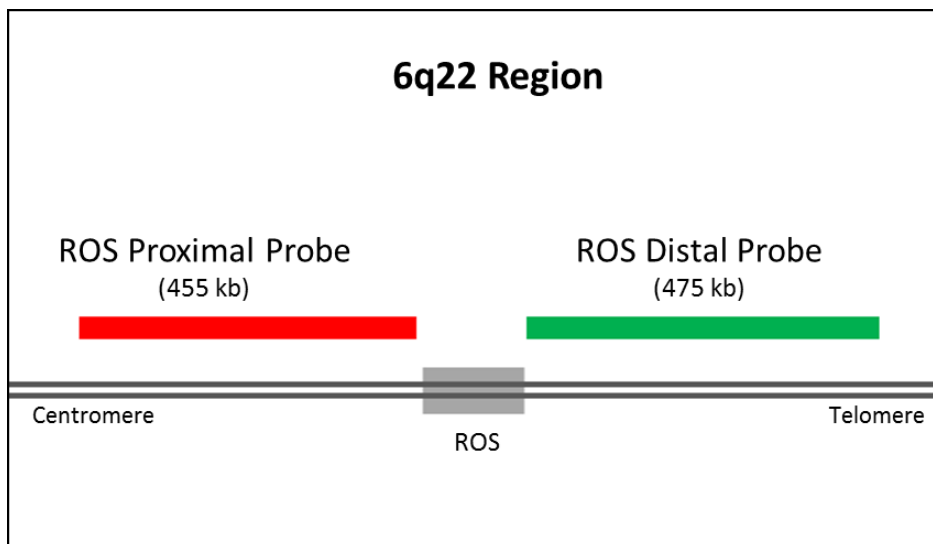 6q22 Region
ROS Proximal Probe
(455 kb)
ROS Distal Probe
(475 kb)
Centromere
ROS
Telomere